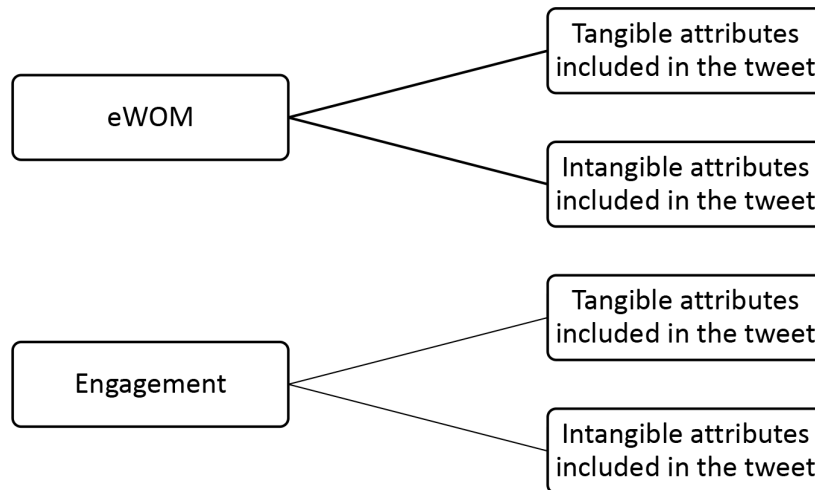 Tangible attributes
included in the tweet
eWOM
Intangible attributes
included in the tweet
Tangible attributes
included in the tweet
Engagement
Intangible attributes
included in the tweet